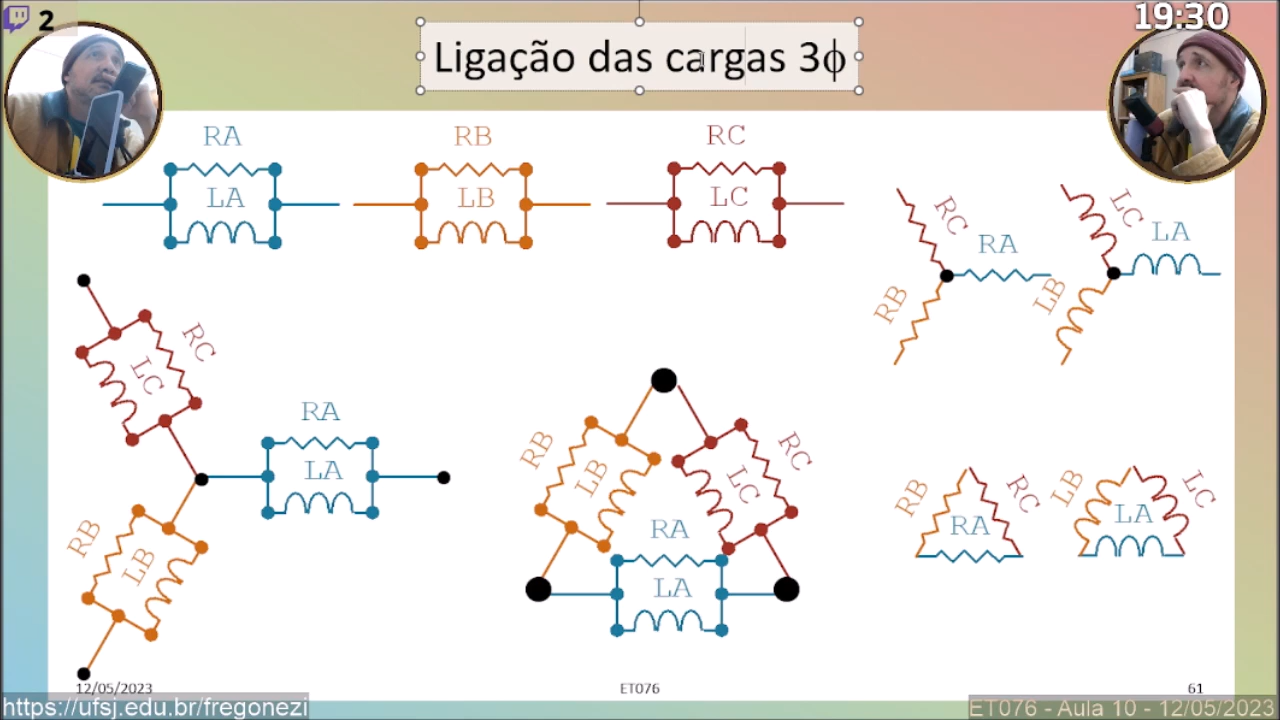 2
19:30
Ligação das cargas 3ϕ
RA
RB
RC
LA
LB
LC
RC
RA
RB
LC
LA
LB
RC
LC
RA
LA
RB
LB
RB
LB
RC
LC
RA
LA
RB
RC
RA
LB
LC
LA
12/05/2023
ET076
61
https://ufsj.edu.br/fregonezi
ET076 - Aula 10 - 12/05/2023